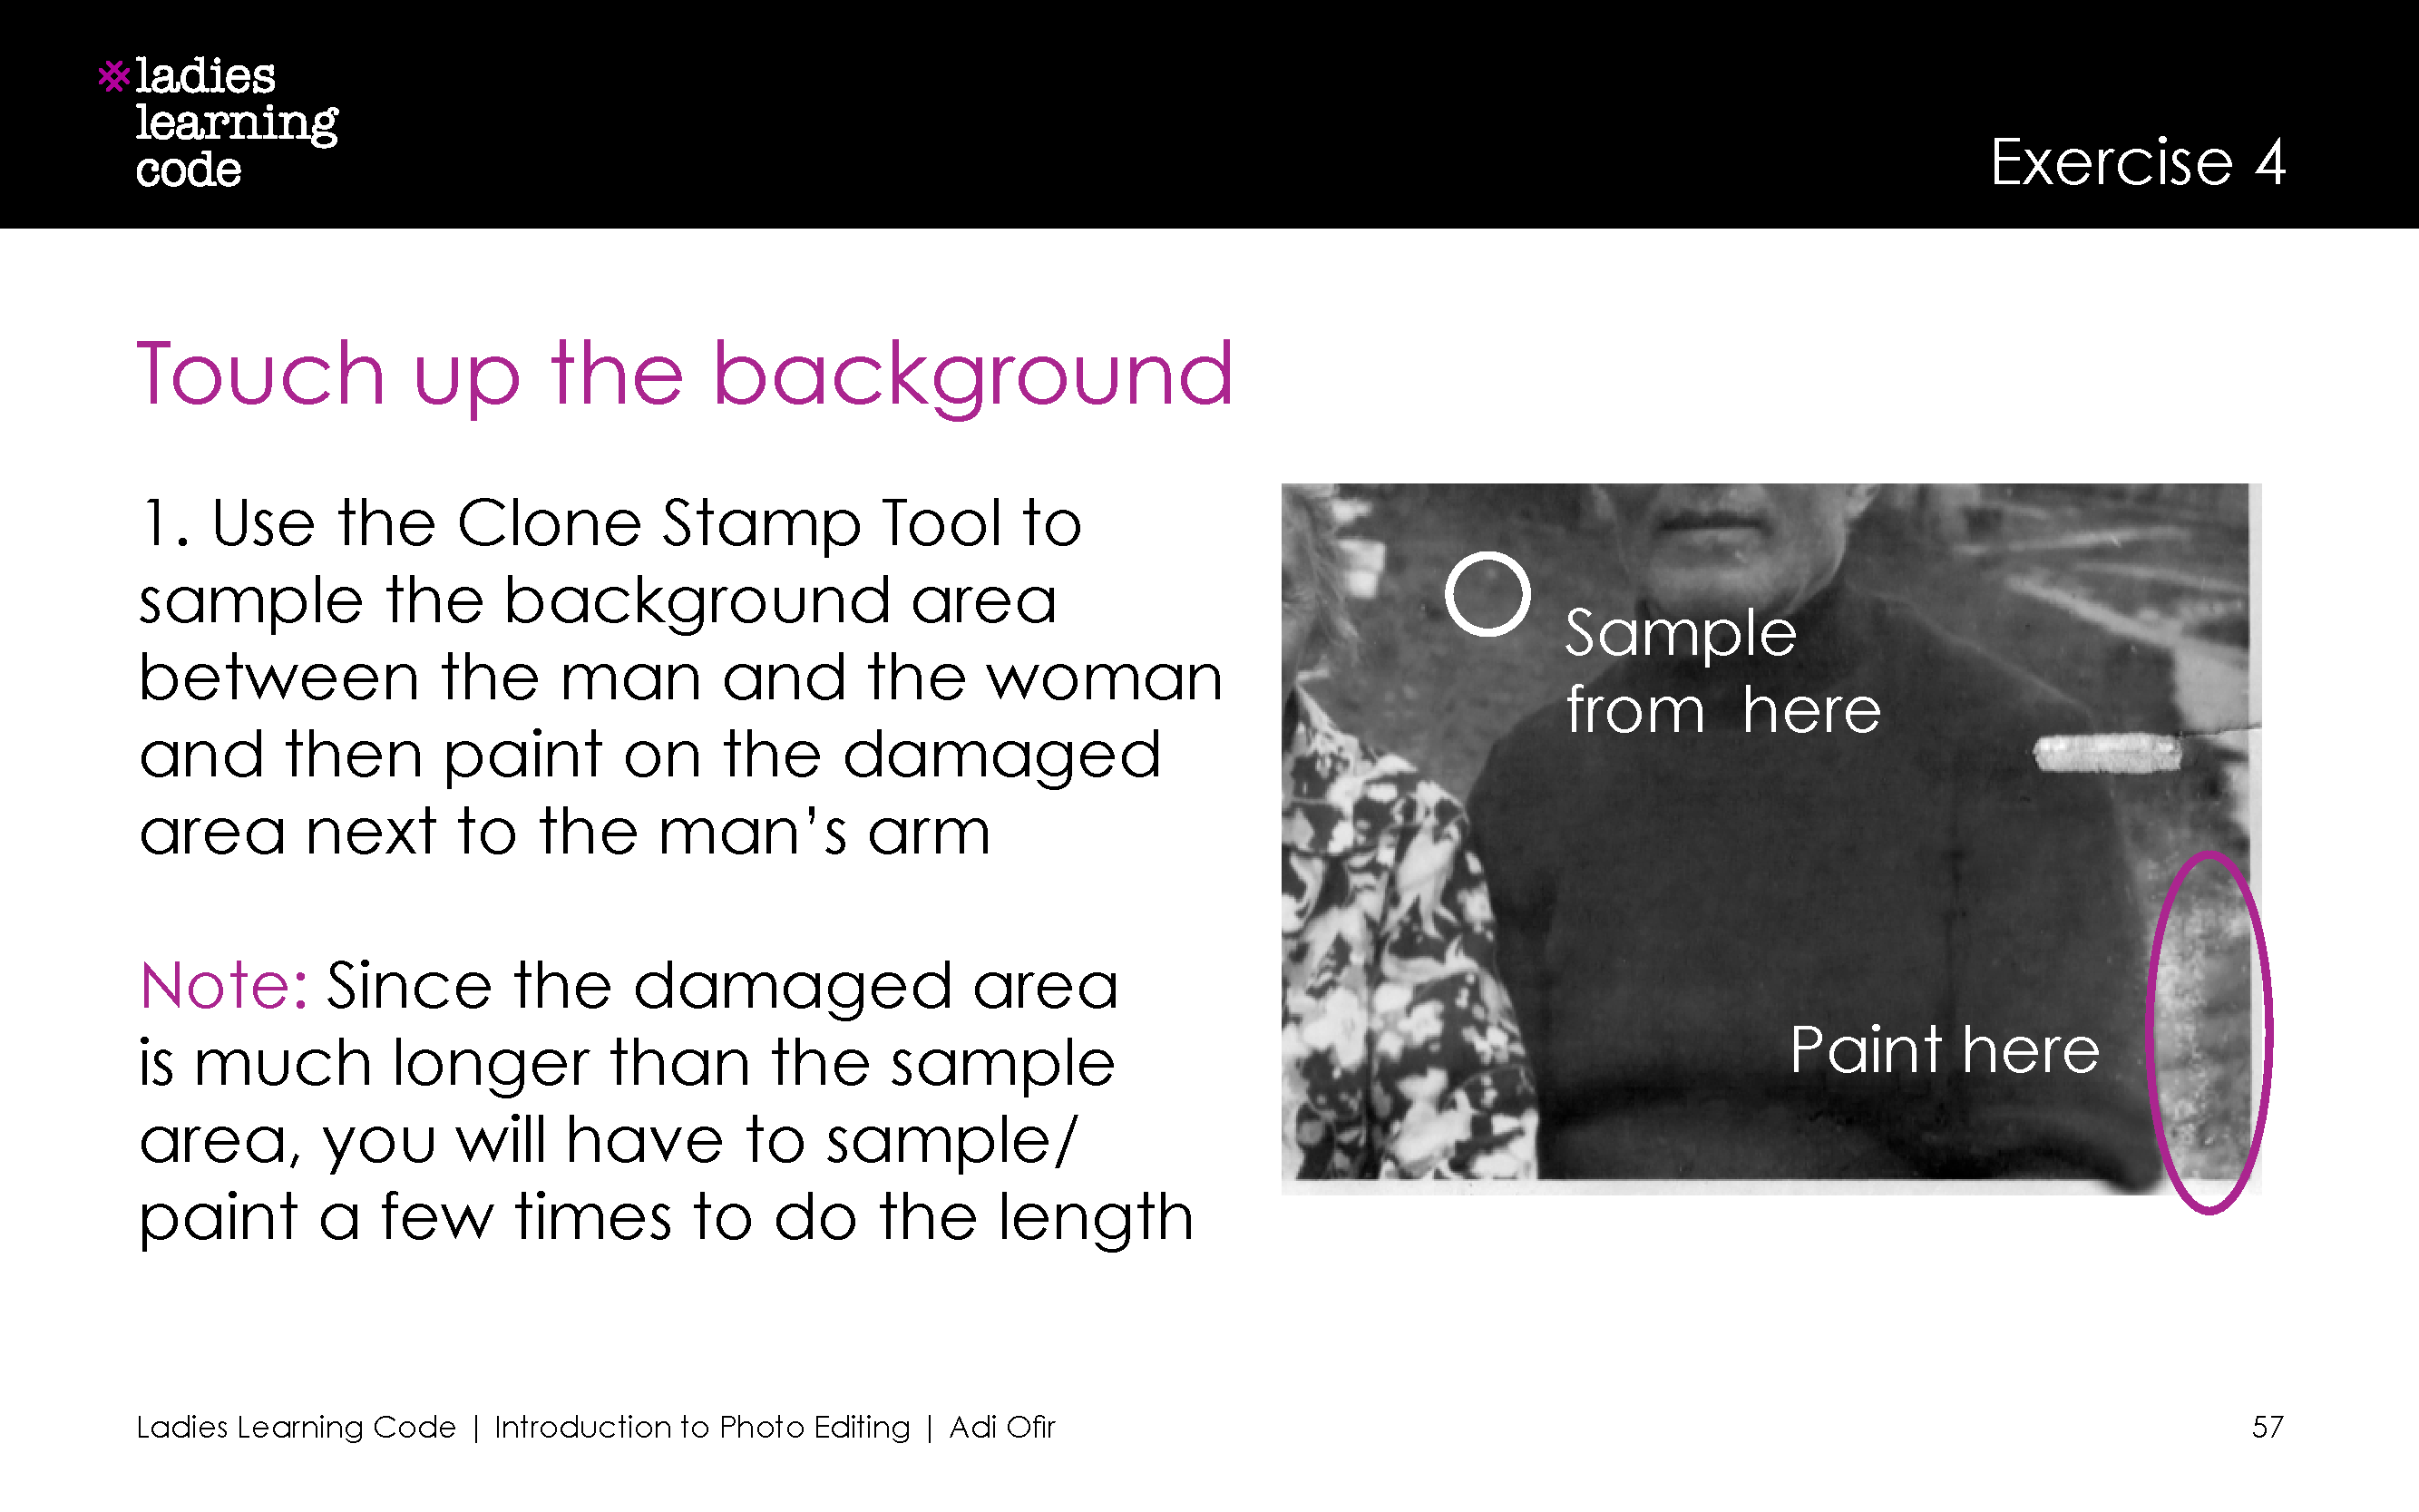 ladies
learning
code
Exercise 4
Touch up the background
1. Use the Clone Stamp Tool to
sample the background area
between the man and the woman
and then paint on the damaged
area next to the man’s arm
Note: Since the damaged area
is much longer than the sample
area, you will have to sample/
paint a few times to do the length
Sample
from here
Paint here
Ladies Learning Code | Introduction to Photo Editing | Adi Ofir
57